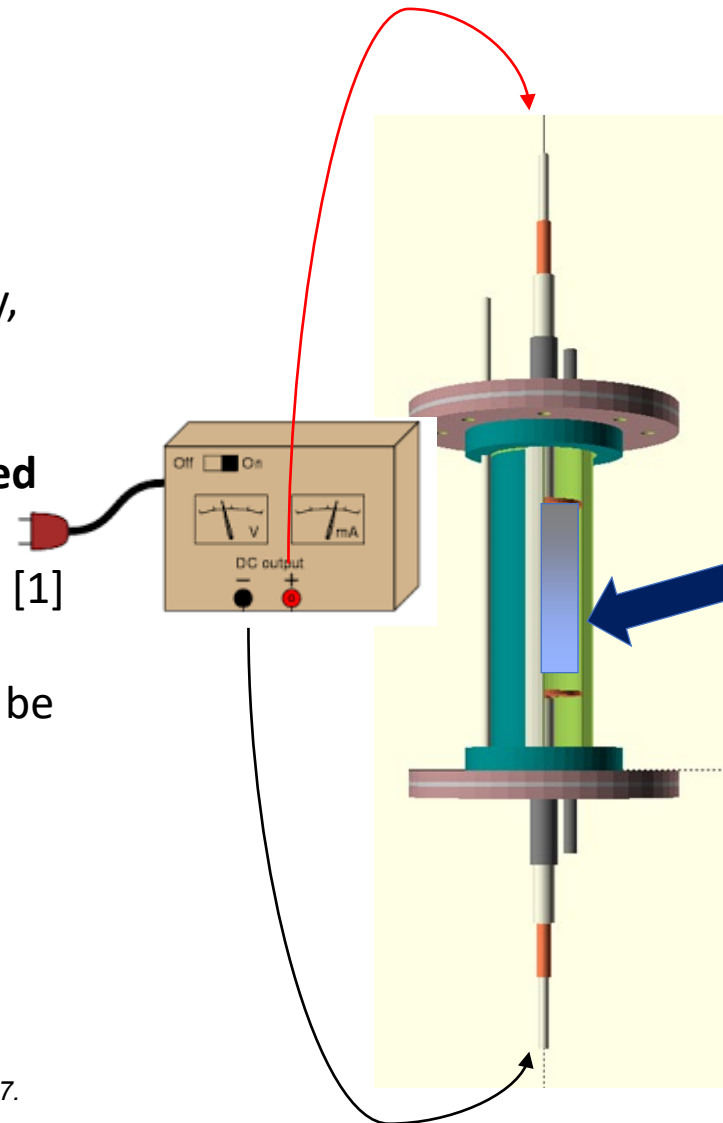 y,
ed
[1]
be
Off On
V mA
DC output
− +
7.